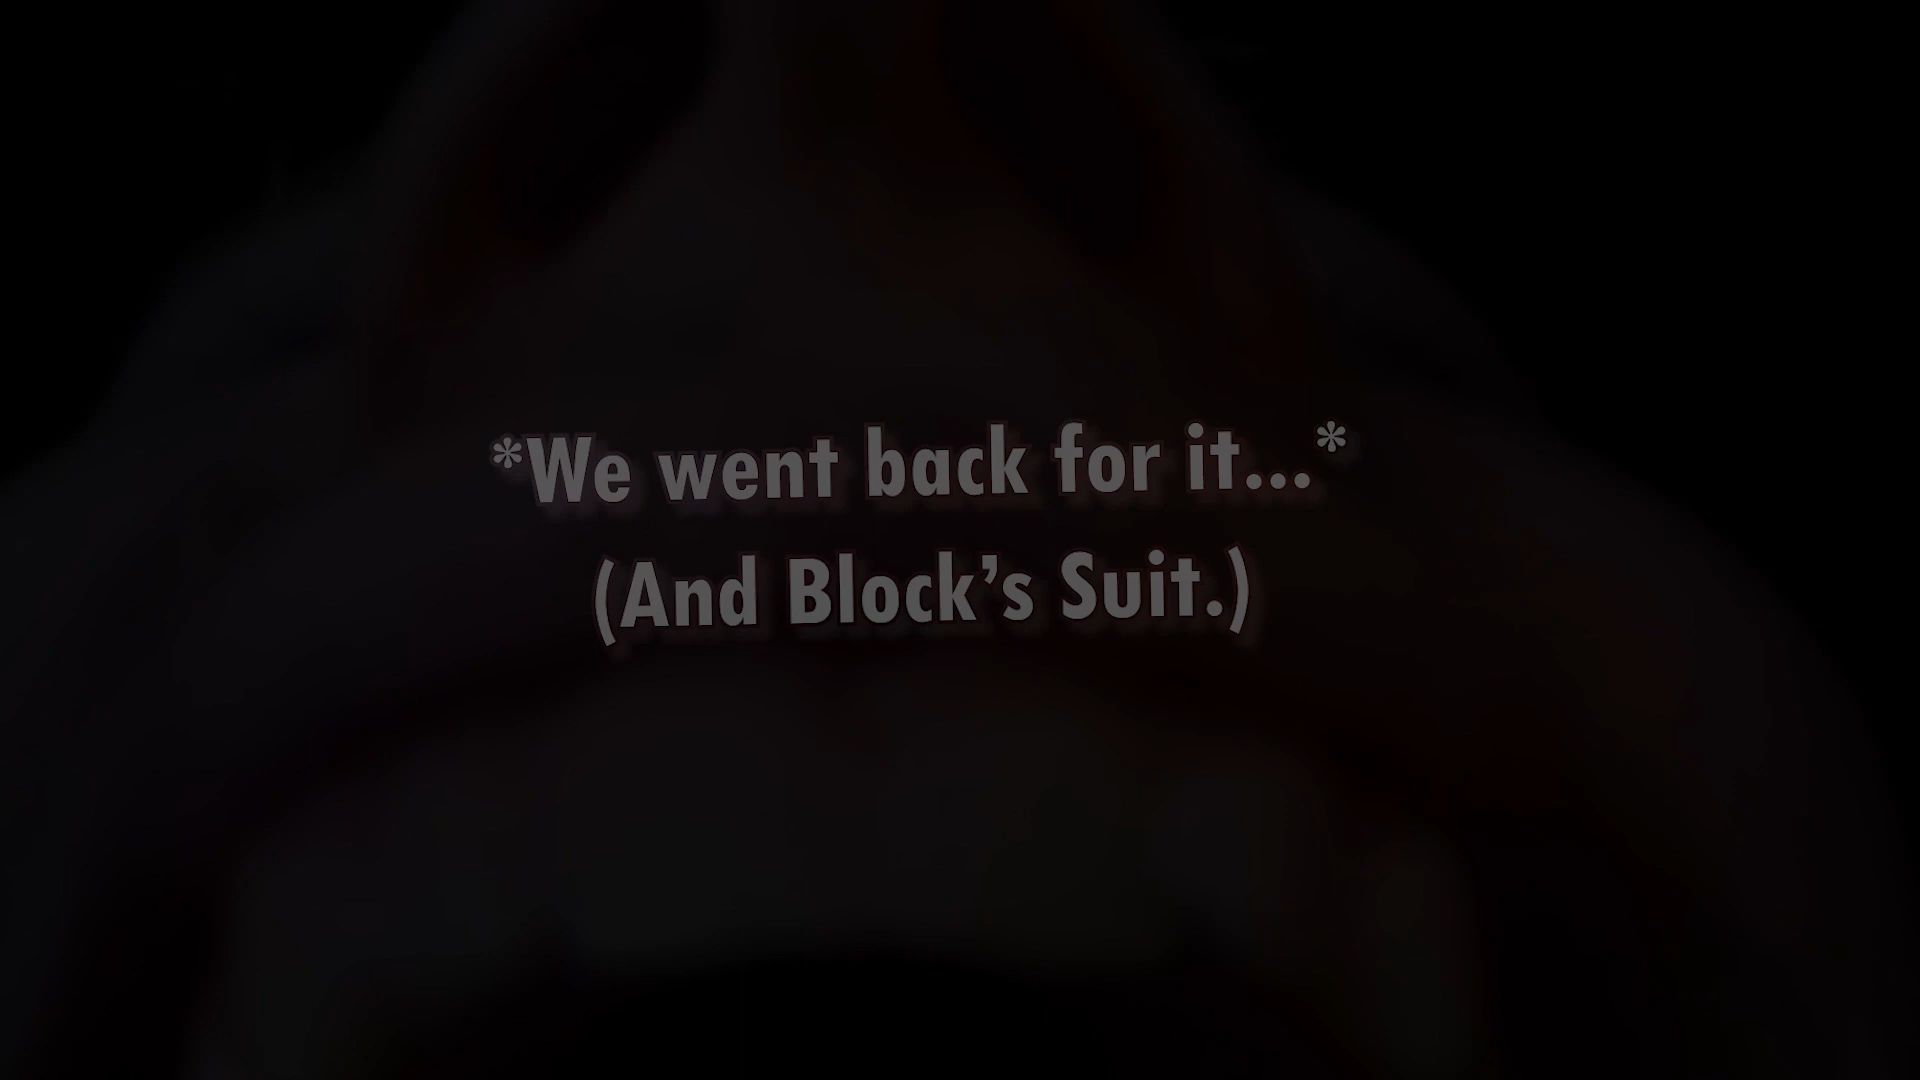 *We went back for it...*
(And Block’s Suit.)